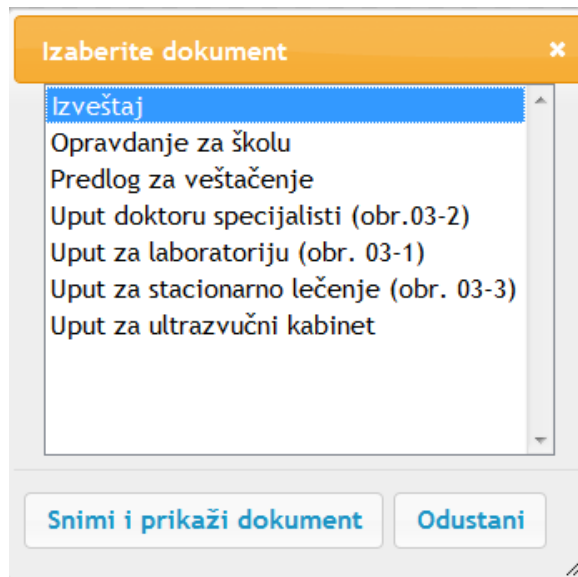 Izaberite dokument
Izveštaj
Opravdanje za školu
Predlog za veštačenje
Uput doktoru specijalisti (obr.03-2)
Uput za laboratoriju (obr. 03-1)
Uput za stacionarno lečenje (obr. 03-3)
Uput za ultrazvučni kabinet
Snimi i prikaži dokument Odustani